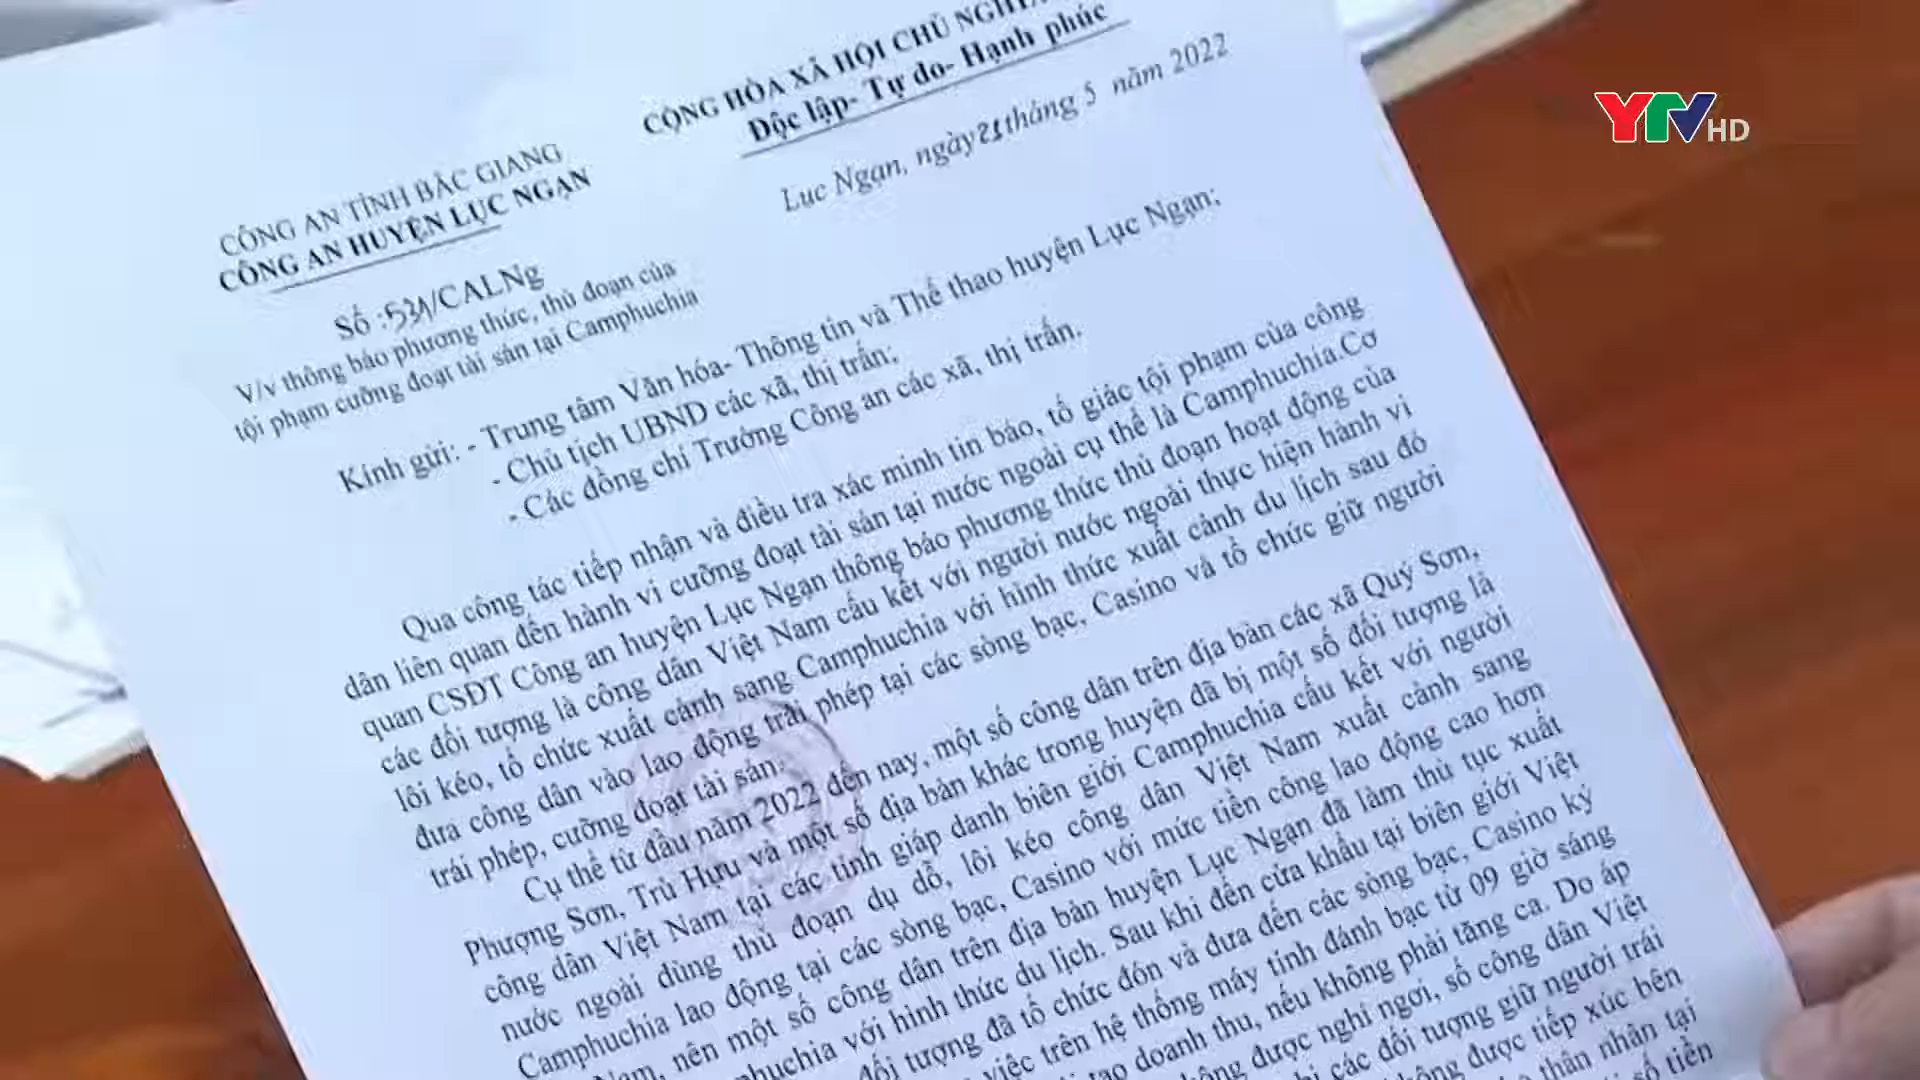 CỘNG HÒA XÃ HỘI CHỦ NGHĨA
Độc lập- Tự do- Hạnh phúc
Lục Ngạn, ngày 21 tháng 5 năm 2022
YTV HD
CÔNG AN TỈNH BẮC GIANG
CÔNG AN HUYỆN LỤC NGẠN
Số :531/CALNg
V/v thông báo phương thức, thủ đoạn của
tội phạm cưỡng đoạt tài sản tại Camphuchia
Kính gửi: - Trung tâm Văn hóa- Thông tin và Thể thao huyện Lục Ngạn;
- Chủ tịch UBND các xã, thị trấn;
- Các đồng chí Trưởng Công an các xã, thị trấn.
Qua công tác tiếp nhận và điều tra xác minh tin báo, tố giác tội phạm của công
dân liên quan đến hành vi cưỡng đoạt tài sản tại nước ngoài cụ thể là Camphuchia.Cơ
quan CSĐT Công an huyện Lục Ngạn thông báo phương thức thủ đoạn hoạt động của
các đối tượng là công dân Việt Nam cấu kết với người nước ngoài thực hiện hành vi
lôi kéo, tổ chức xuất cảnh sang Camphuchia với hình thức xuất cảnh du lịch sau đó
đưa công dân vào lao động trái phép tại các sòng bạc, Casino và tổ chức giữ người
trái phép, cưỡng đoạt tài sản.
Cụ thể từ đầu năm 2022 đến nay, một số công dân trên địa bàn các xã Quý Sơn,
Phượng Sơn, Trù Hựu và một số địa bàn khác trong huyện đã bị một số đối tượng là
công dân Việt Nam tại các tỉnh giáp danh biên giới Camphuchia cấu kết với người
nước ngoài dùng thủ đoạn dụ dỗ, lôi kéo công dân Việt Nam xuất cảnh sang
Camphuchia lao động tại các sòng bạc, Casino với mức tiền công lao động cao hơn
Nam, nên một số công dân trên địa bàn huyện Lục Ngạn đã làm thủ tục xuất
phuchia với hình thức du lịch. Sau khi đến cửa khẩu tại biên giới Việt
đối tượng đã tổ chức đón và đưa đến các sòng bạc, Casino ký
việc trên hệ thống máy tính đánh bạc từ 09 giờ sáng
tạo doanh thu, nếu không phải tăng ca. Do áp
không được nghỉ ngơi, số công dân Việt
các đối tượng giữ người trái
không được tiếp xúc bên
thân nhân tại
số tiền